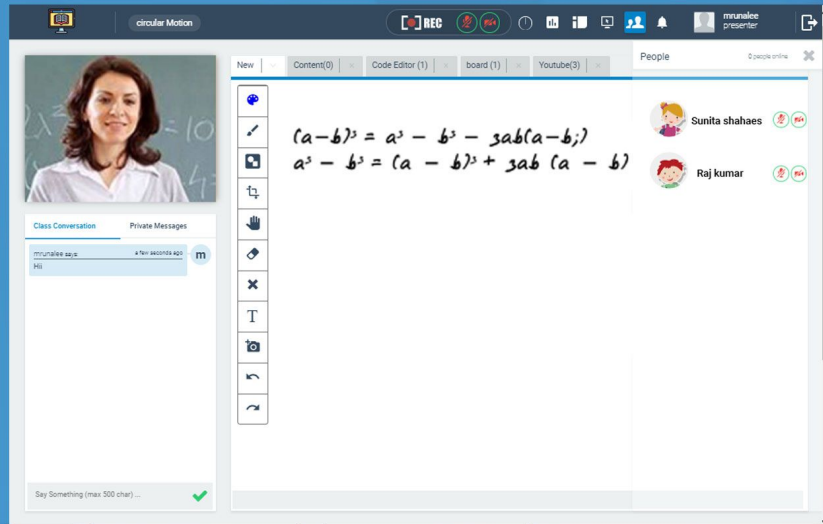 circular Motion
REC
mrunalee
presenter
New
Content(0)
Code Editor (1)
board (1)
Youtube(3)
People
0 people online
(a-b)³ = a³ - b³ - 3ab(a-b;)
a³ - b³ = (a - b)³ + 3ab (a - b)
Sunita shahaes
Raj kumar
Class Conversation
Private Messages
mrunalee says:
a few seconds ago
Hii
m
T
Say Something (max 500 char) ...